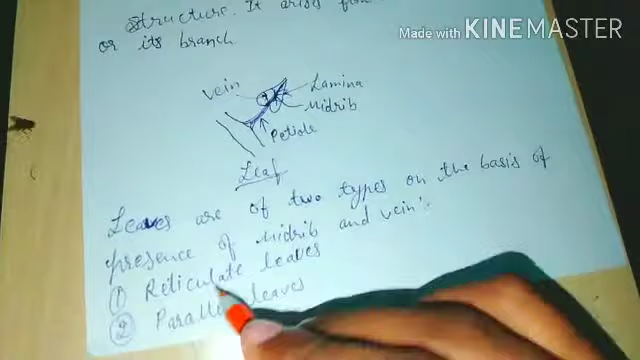 structure. It arises
Made with KINEMASTER
or its branch
vein
Lamina
Midrib
Petiole
Leaf
Leaves are of two types on the basis of
presence of Midrib and vein:
① Reticulate leaves
② Parallel leaves